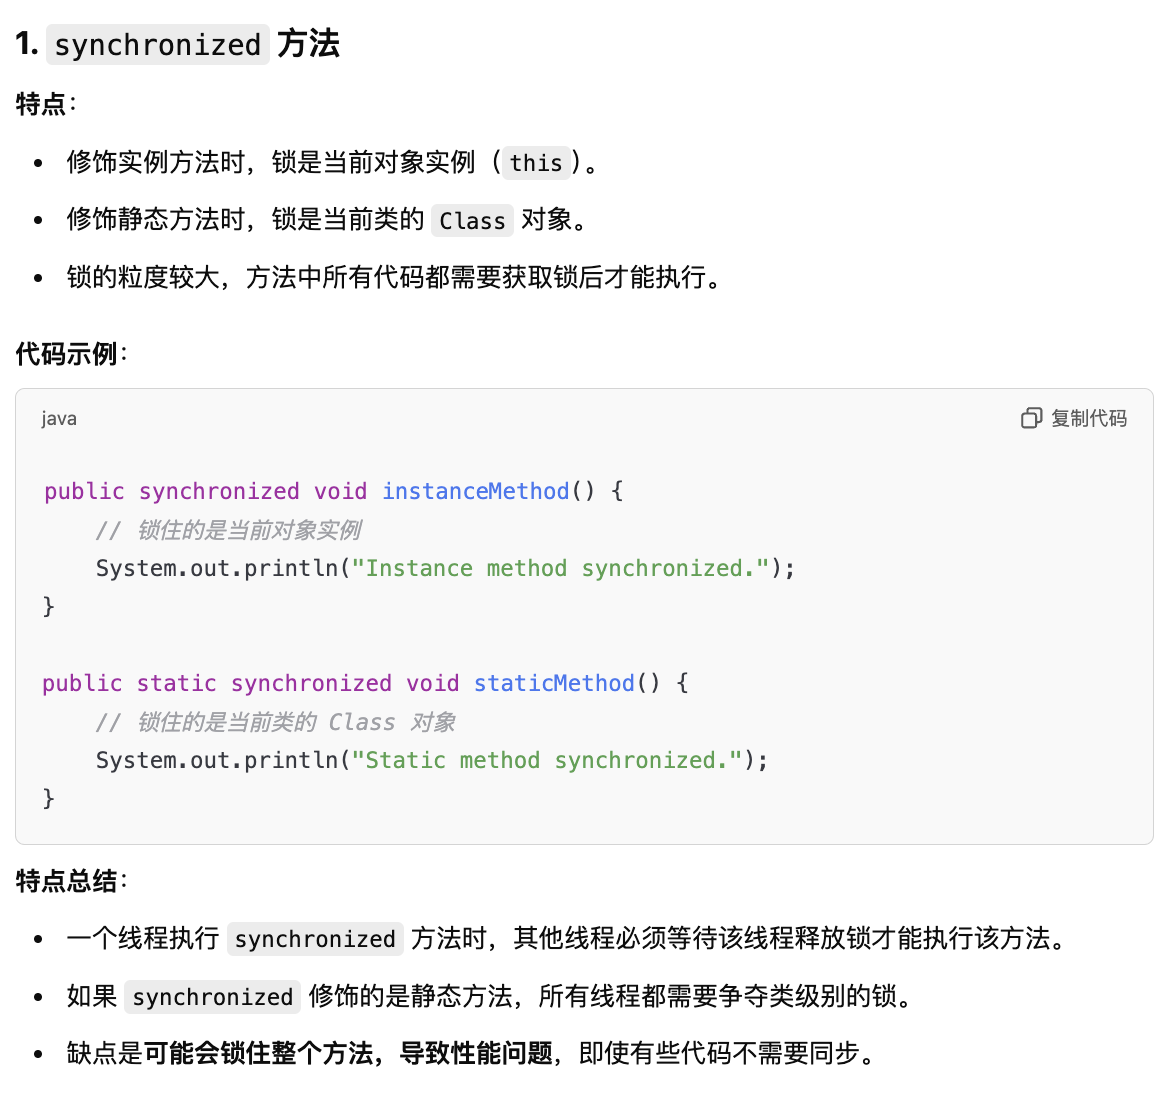 1. synchronized 方法
特点：
• 修饰实例方法时，锁是当前对象实例（this）。
• 修饰静态方法时，锁是当前类的 Class 对象。
• 锁的粒度较大，方法中所有代码都需要获取锁后才能执行。
代码示例：
java 复制代码
public synchronized void instanceMethod() {
    // 锁住的是当前对象实例
    System.out.println("Instance method synchronized.");
}
public static synchronized void staticMethod() {
    // 锁住的是当前类的 Class 对象
    System.out.println("Static method synchronized.");
}
特点总结：
• 一个线程执行 synchronized 方法时，其他线程必须等待该线程释放锁才能执行该方法。
• 如果 synchronized 修饰的是静态方法，所有线程都需要争夺类级别的锁。
• 缺点是可能会锁住整个方法，导致性能问题，即使有些代码不需要同步。